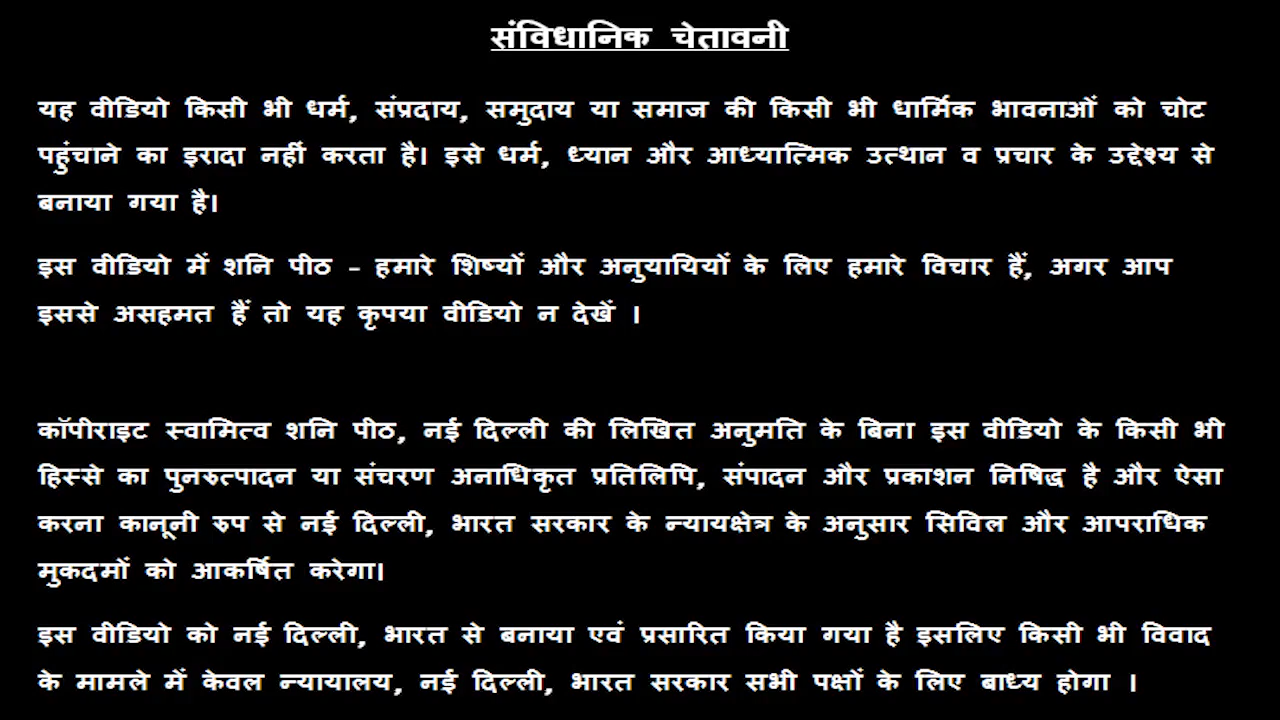 संविधानिक चेतावनी
यह वीडियो किसी भी धर्म, संप्रदाय, समुदाय या समाज की किसी भी धार्मिक भावनाओं को चोट
पहुंचाने का इरादा नहीं करता है। इसे धर्म, ध्यान और आध्यात्मिक उत्थान व प्रचार के उद्देश्य से
बनाया गया है।
इस वीडियो में शनि पीठ - हमारे शिष्यों और अनुयायियों के लिए हमारे विचार हैं, अगर आप
इससे असहमत हैं तो यह कृपया वीडियो न देखें ।
कॉपीराइट स्वामित्व शनि पीठ, नई दिल्ली की लिखित अनुमति के बिना इस वीडियो के किसी भी
हिस्से का पुनरुत्पादन या संचरण अनाधिकृत प्रतिलिपि, संपादन और प्रकाशन निषिद्ध है और ऐसा
करना कानूनी रुप से नई दिल्ली, भारत सरकार के न्यायक्षेत्र के अनुसार सिविल और आपराधिक
मुकदमों को आकर्षित करेगा।
इस वीडियो को नई दिल्ली, भारत से बनाया एवं प्रसारित किया गया है इसलिए किसी भी विवाद
के मामले में केवल न्यायालय, नई दिल्ली, भारत सरकार सभी पक्षों के लिए बाध्य होगा ।